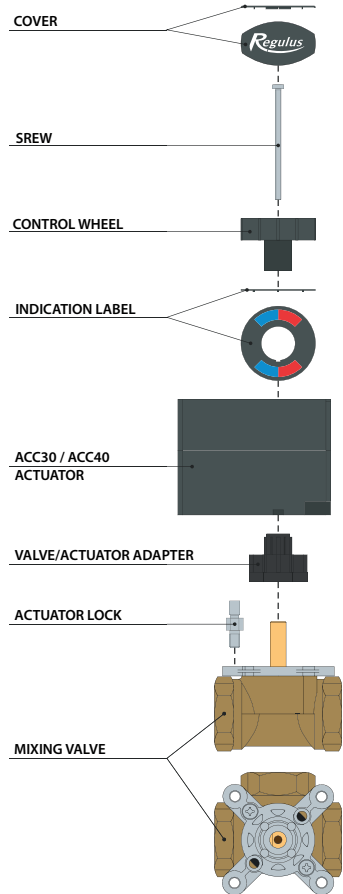 COVER
Regulus
SREW
CONTROL WHEEL
INDICATION LABEL
ACC30 / ACC40
ACTUATOR
VALVE/ACTUATOR ADAPTER
ACTUATOR LOCK
MIXING VALVE